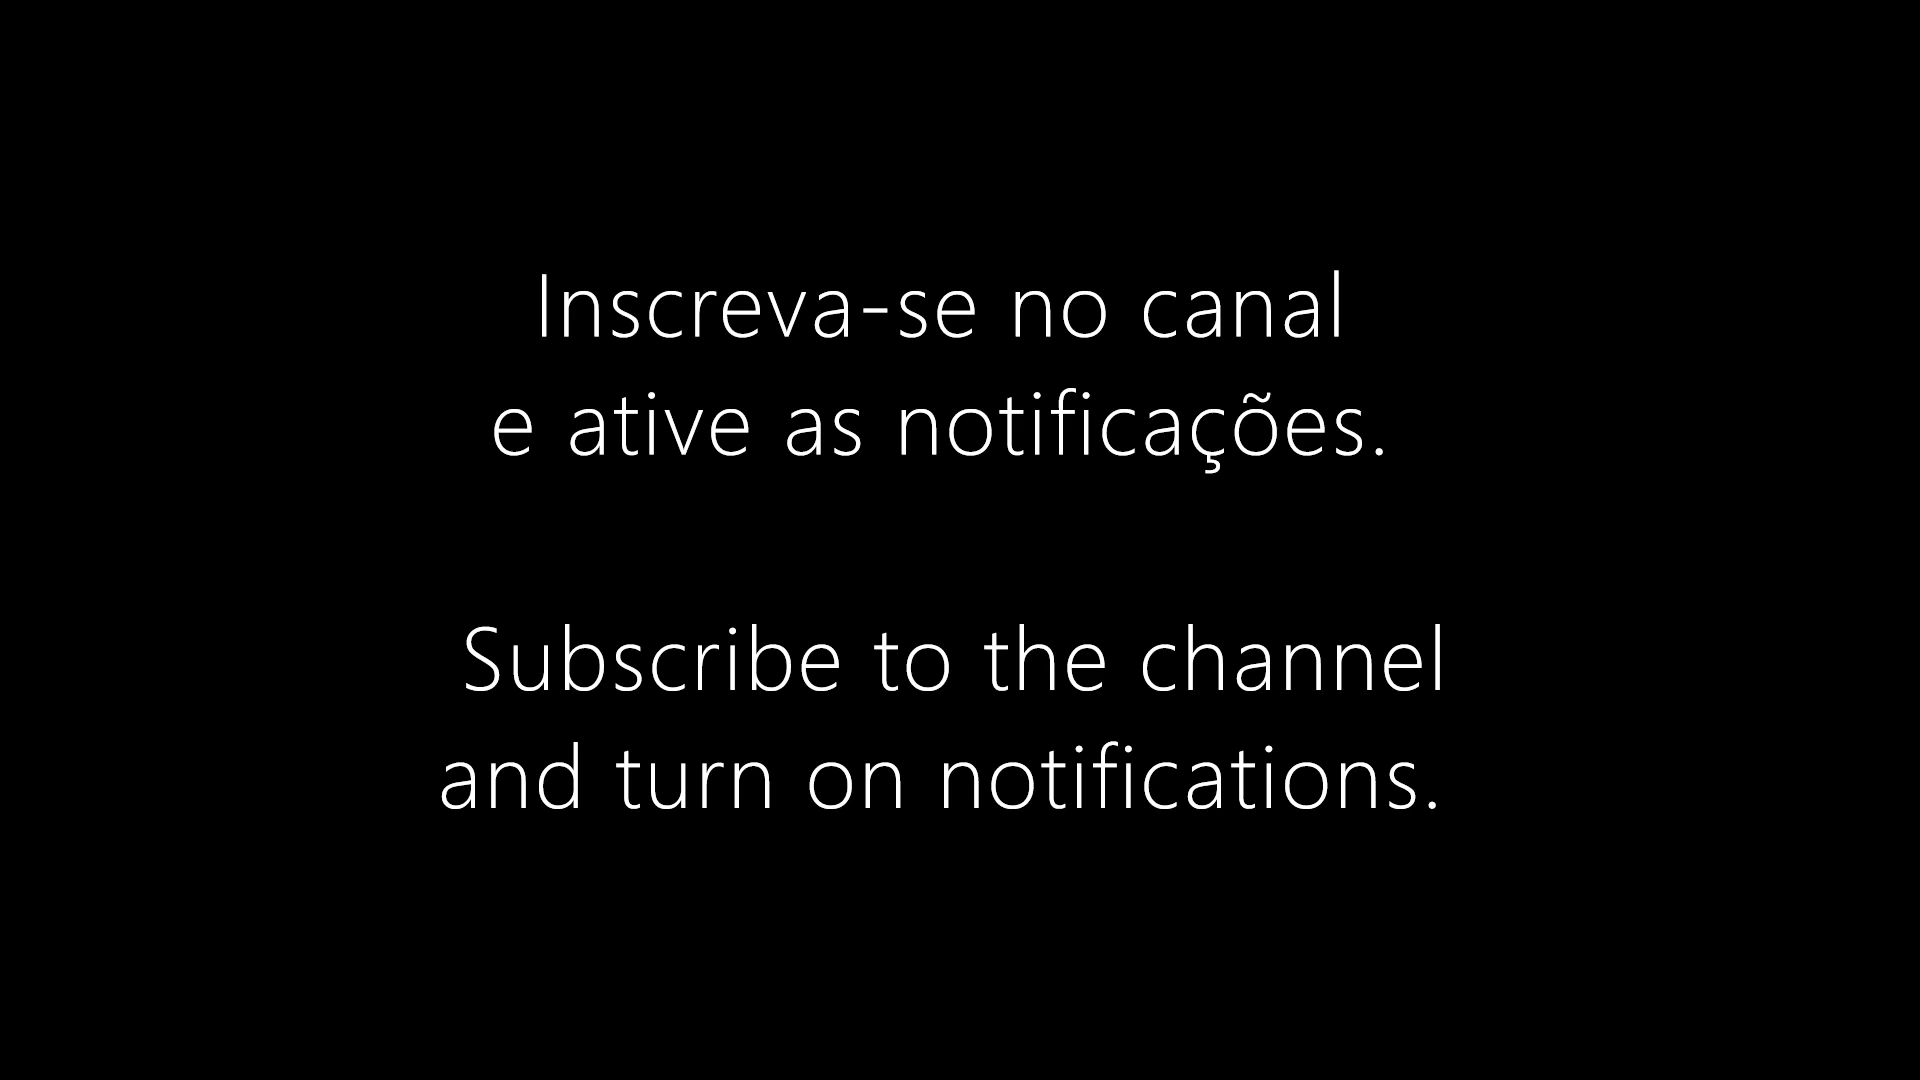 Inscreva-se no canal
e ative as notificações.
Subscribe to the channel
and turn on notifications.